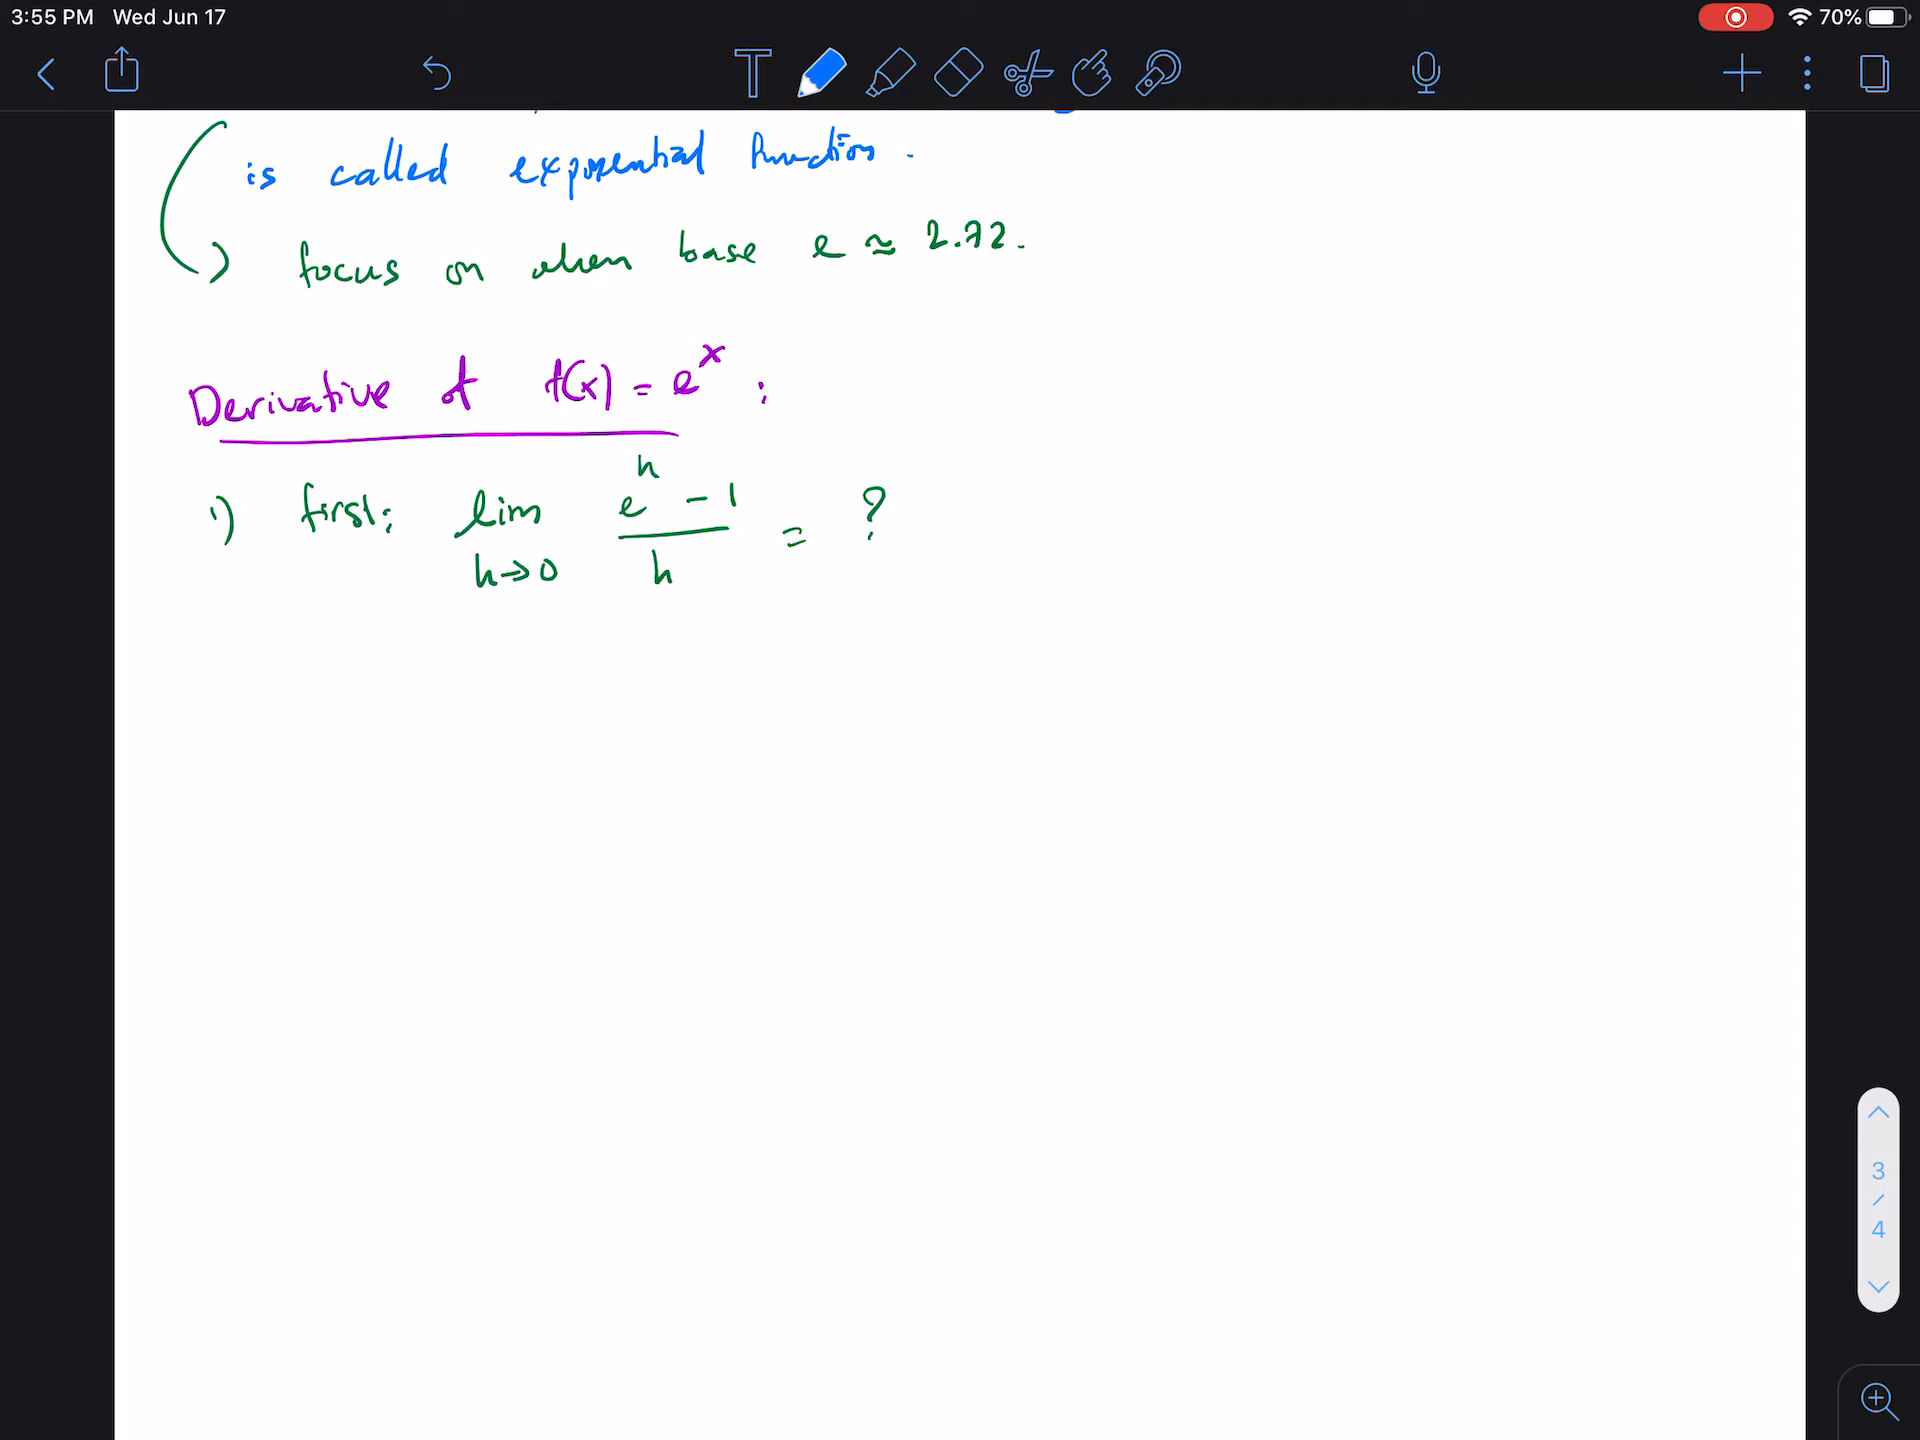 3:55 PM Wed Jun 17
70%
T
is called exponential function.
focus on when base e ≈ 2.72.
Derivative of f(x) = e^x :
1) first: lim h→0 (e^h - 1)/h = ?
3
/
4